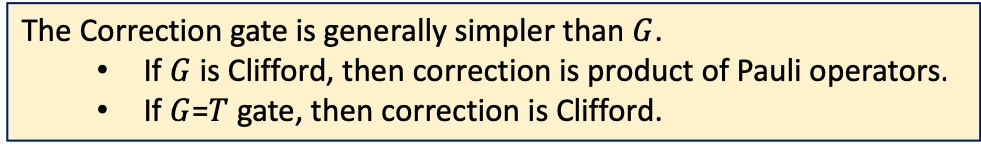 The Correction gate is generally simpler than G.
• If G is Clifford, then correction is product of Pauli operators.
• If G=T gate, then correction is Clifford.